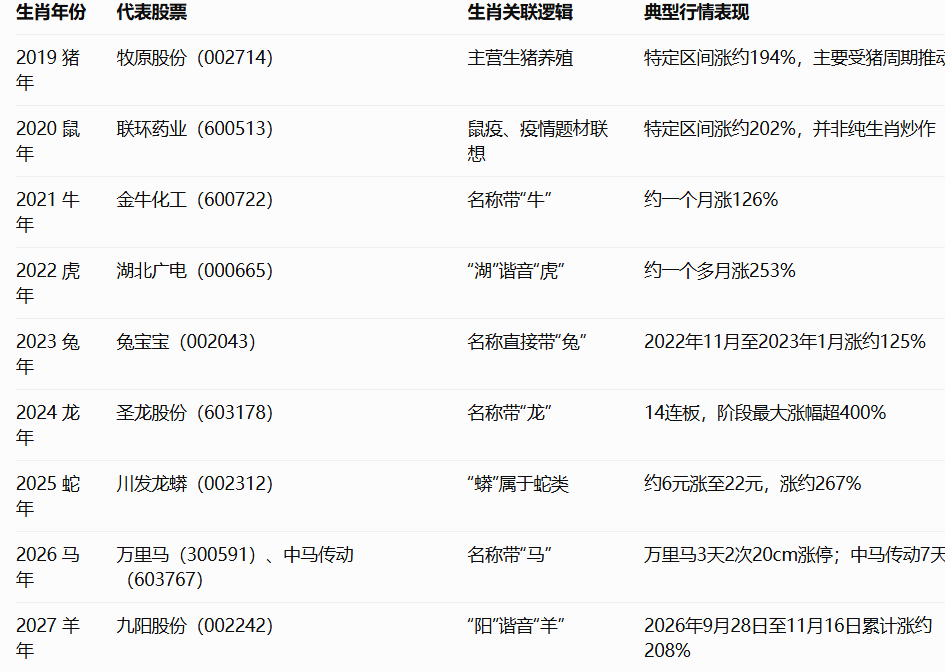 生肖年份 代表股票 生肖关联逻辑 典型行情表现
2019 猪年 牧原股份（002714） 主营生猪养殖 特定区间涨约194%，主要受猪周期推动
2020 鼠年 联环药业（600513） 鼠疫、疫情题材联想 特定区间涨约202%，并非纯生肖炒作
2021 牛年 金牛化工（600722） 名称带“牛” 约一个月涨126%
2022 虎年 湖北广电（000665） “湖”谐音“虎” 约一个多月涨253%
2023 兔年 兔宝宝（002043） 名称直接带“兔” 2022年11月至2023年1月涨约125%
2024 龙年 圣龙股份（603178） 名称带“龙” 14连板，阶段最大涨幅超400%
2025 蛇年 川发龙蟒（002312） “蟒”属于蛇类 约6元涨至22元，涨约267%
2026 马年 万里马（300591）、中马传动（603767） 名称带“马” 万里马3天2次20cm涨停；中马传动7天
2027 羊年 九阳股份（002242） “阳”谐音“羊” 2026年9月28日至11月16日累计涨约208%